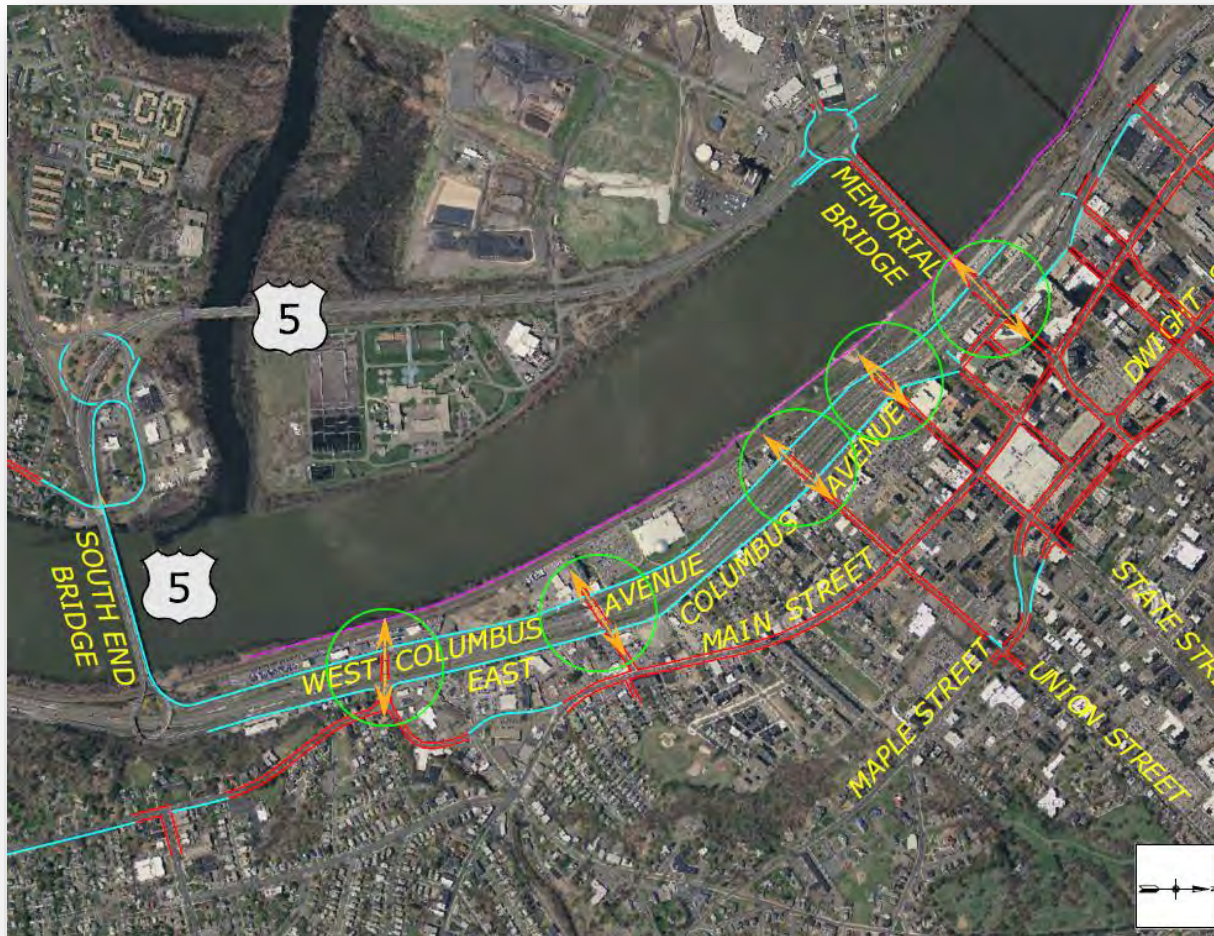 MEMORIAL
BRIDGE
5
DWIGHT
5
SOUTH END
BRIDGE
WEST COLUMBUS AVENUE
EAST COLUMBUS AVENUE
MAIN STREET
STATE STR
MAPLE STREET
UNION STREET